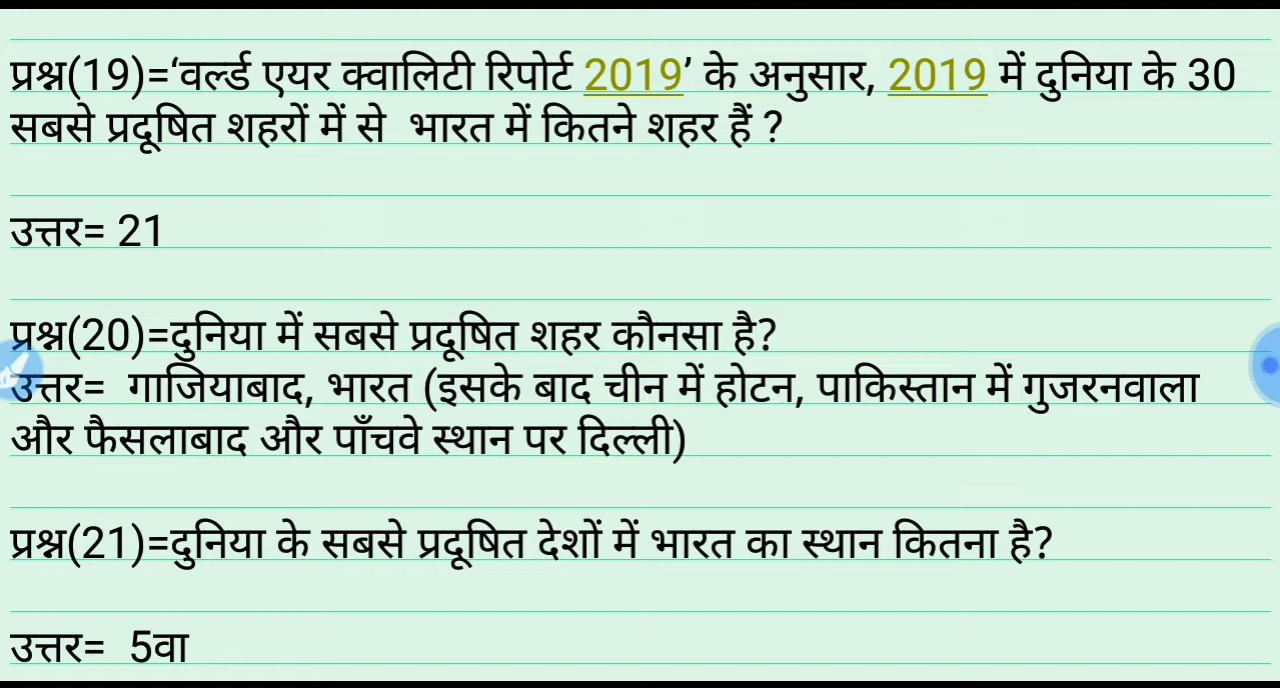 प्रश्न(19)=‘वर्ल्ड एयर क्वालिटी रिपोर्ट 2019’ के अनुसार, 2019 में दुनिया के 30
सबसे प्रदूषित शहरों में से भारत में कितने शहर हैं ?
उत्तर= 21
प्रश्न(20)=दुनिया में सबसे प्रदूषित शहर कौनसा है?
उत्तर= गाजियाबाद, भारत (इसके बाद चीन में होटन, पाकिस्तान में गुजरनवाला
और फैसलाबाद और पाँचवे स्थान पर दिल्ली)
प्रश्न(21)=दुनिया के सबसे प्रदूषित देशों में भारत का स्थान कितना है?
उत्तर= 5वा